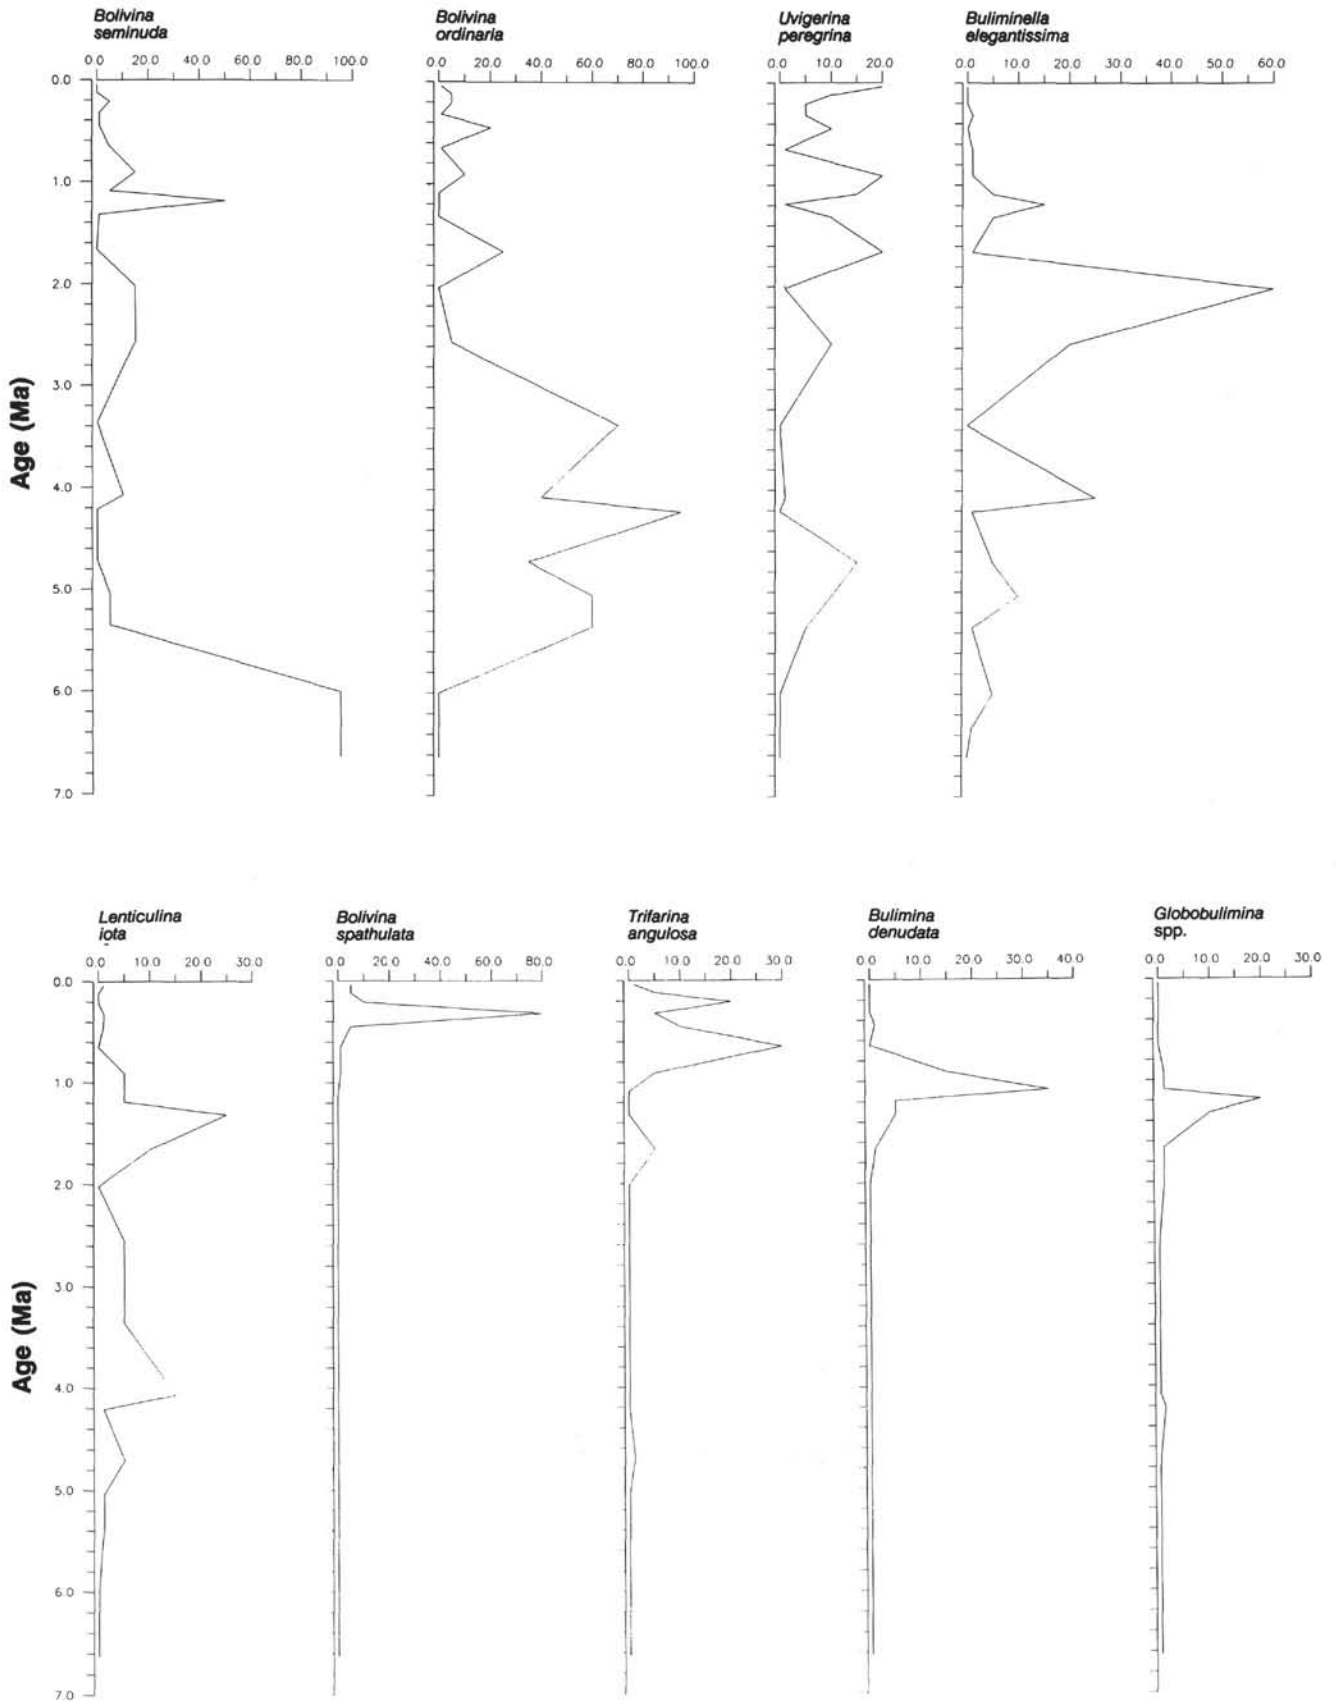 Bolivina
seminuda
Bolivina
ordinaria
Uvigerina
peregrina
Buliminella
elegantissima
0.0 20.0 40.0 60.0 80.0 100.0
0.0 20.0 40.0 60.0 80.0 100.0
0.0 10.0 20.0
0.0 10.0 20.0 30.0 40.0 50.0 60.0
0.0
1.0
2.0
3.0
4.0
5.0
6.0
7.0
Age (Ma)
Lenticulina
iota
Bolivina
spathulata
Trifarina
angulosa
Bulimina
denudata
Globobulimina
spp.
0.0 10.0 20.0 30.0
0.0 20.0 40.0 60.0 80.0
0.0 10.0 20.0 30.0
0.0 10.0 20.0 30.0 40.0
0.0 10.0 20.0 30.0
0.0
1.0
2.0
3.0
4.0
5.0
6.0
7.0
Age (Ma)